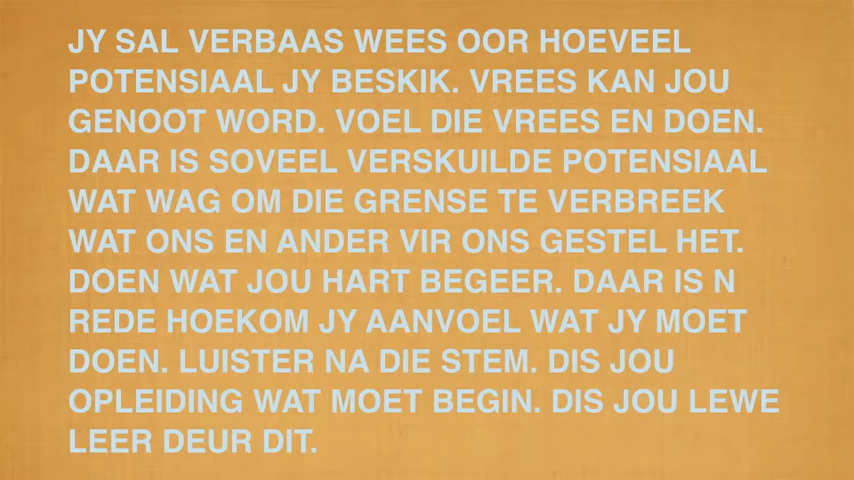 JY SAL VERBAAS WEES OOR HOEVEEL
POTENSIAAL JY BESKIK. VREES KAN JOU
GENOOT WORD. VOEL DIE VREES EN DOEN.
DAAR IS SOVEEL VERSKUILDE POTENSIAAL
WAT WAG OM DIE GRENSE TE VERBREEK
WAT ONS EN ANDER VIR ONS GESTEL HET.
DOEN WAT JOU HART BEGEER. DAAR IS N
REDE HOEKOM JY AANVOEL WAT JY MOET
DOEN. LUISTER NA DIE STEM. DIS JOU
OPLEIDING WAT MOET BEGIN. DIS JOU LEWE
LEER DEUR DIT.